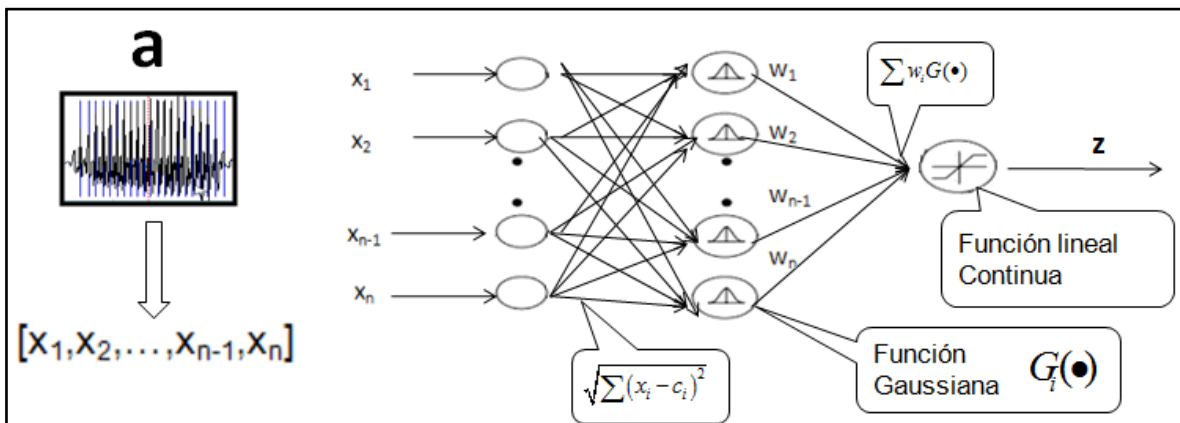 a
[x₁,x₂,...,xₙ₋₁,xₙ]
x₁
x₂
xₙ₋₁
xₙ
w₁
w₂
wₙ₋₁
wₙ
∑ wᵢG(•)
z
Función lineal
Continua
√∑(xᵢ − cᵢ)²
Función
Gaussiana Gᵢ(•)